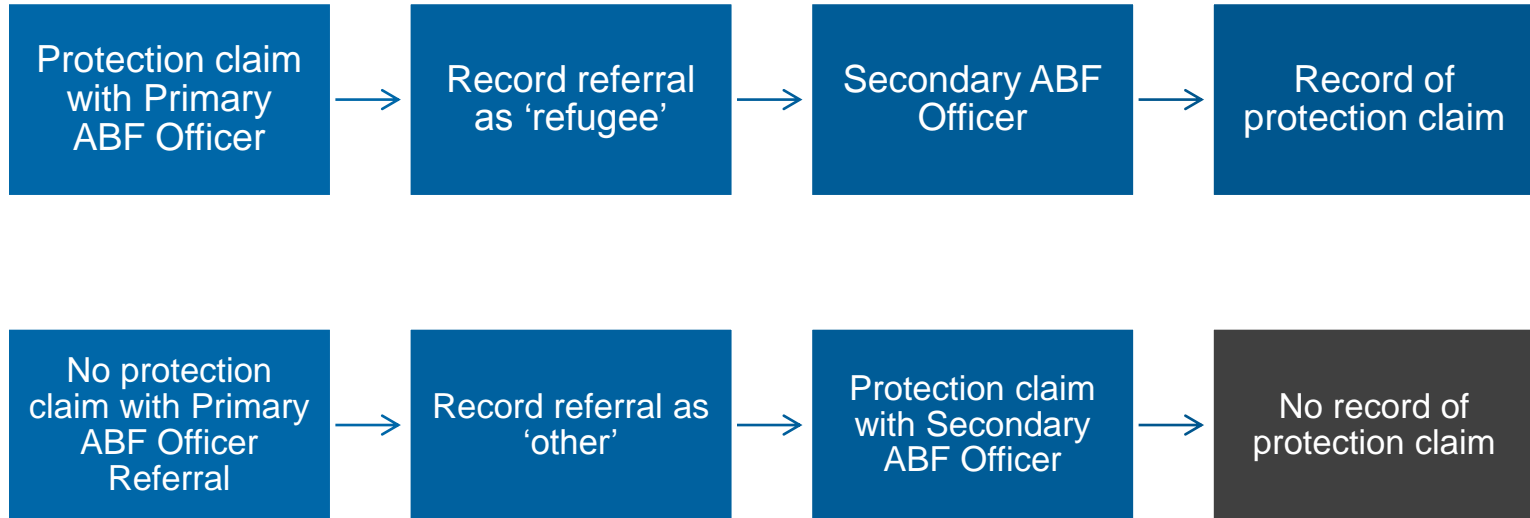 Protection claim
with Primary
ABF Officer
Record referral
as ‘refugee’
Secondary ABF
Officer
Record of
protection claim
No protection
claim with Primary
ABF Officer
Referral
Record referral as
‘other’
Protection claim
with Secondary
ABF Officer
No record of
protection claim